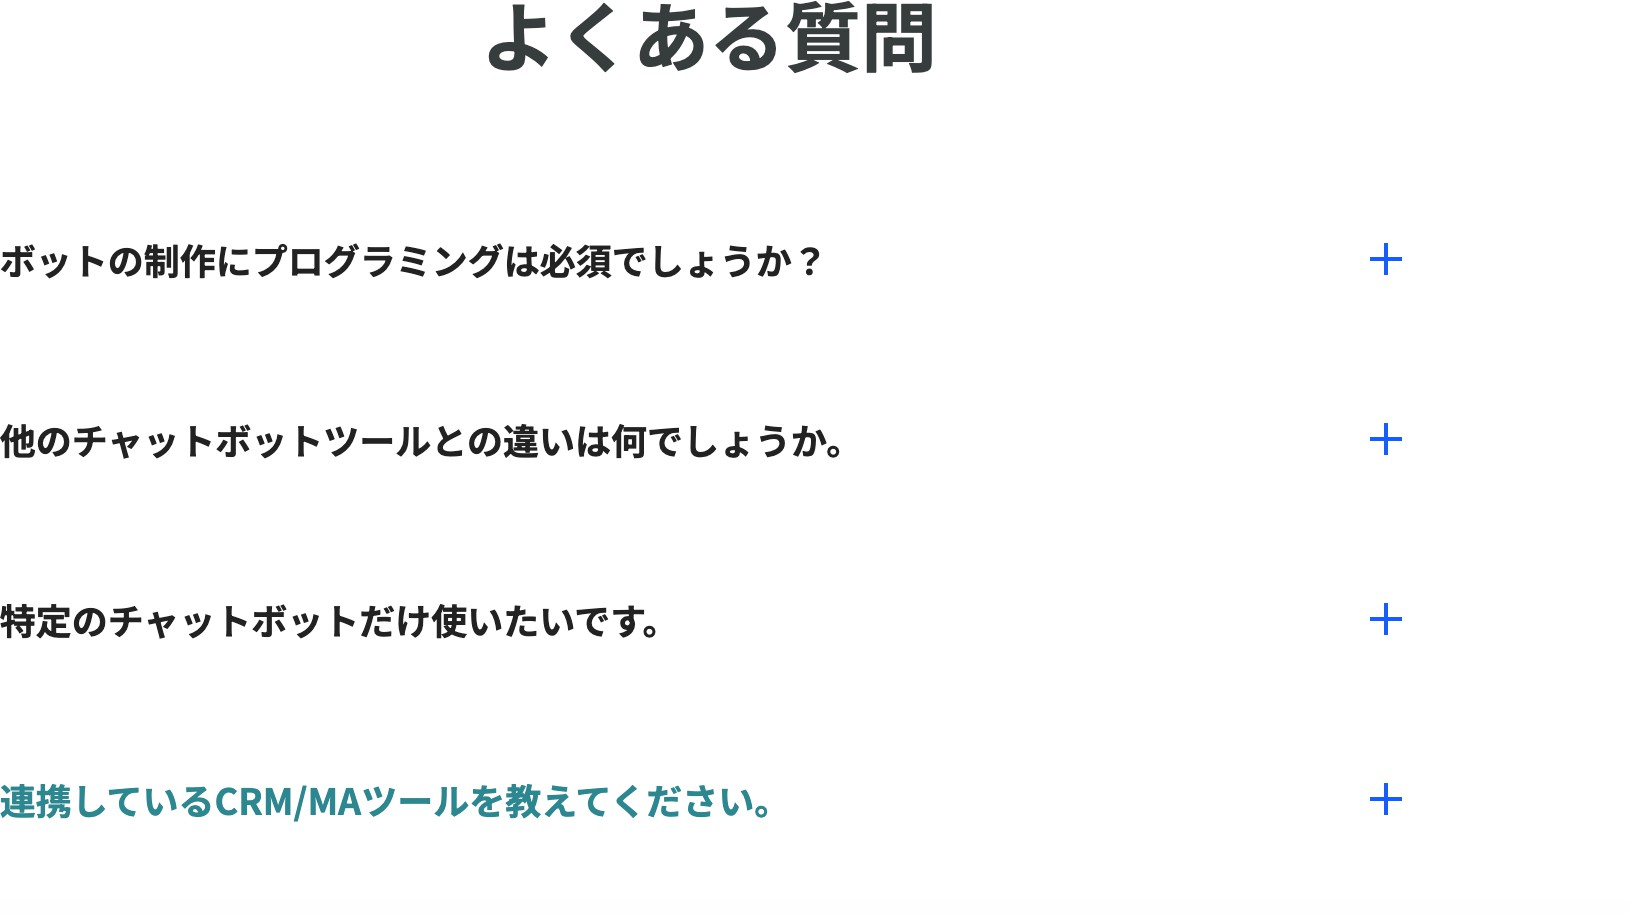 よくある質問
ボットの制作にプログラミングは必須でしょうか？
他のチャットボットツールとの違いは何でしょうか。
特定のチャットボットだけ使いたいです。
連携しているCRM/MAツールを教えてください。